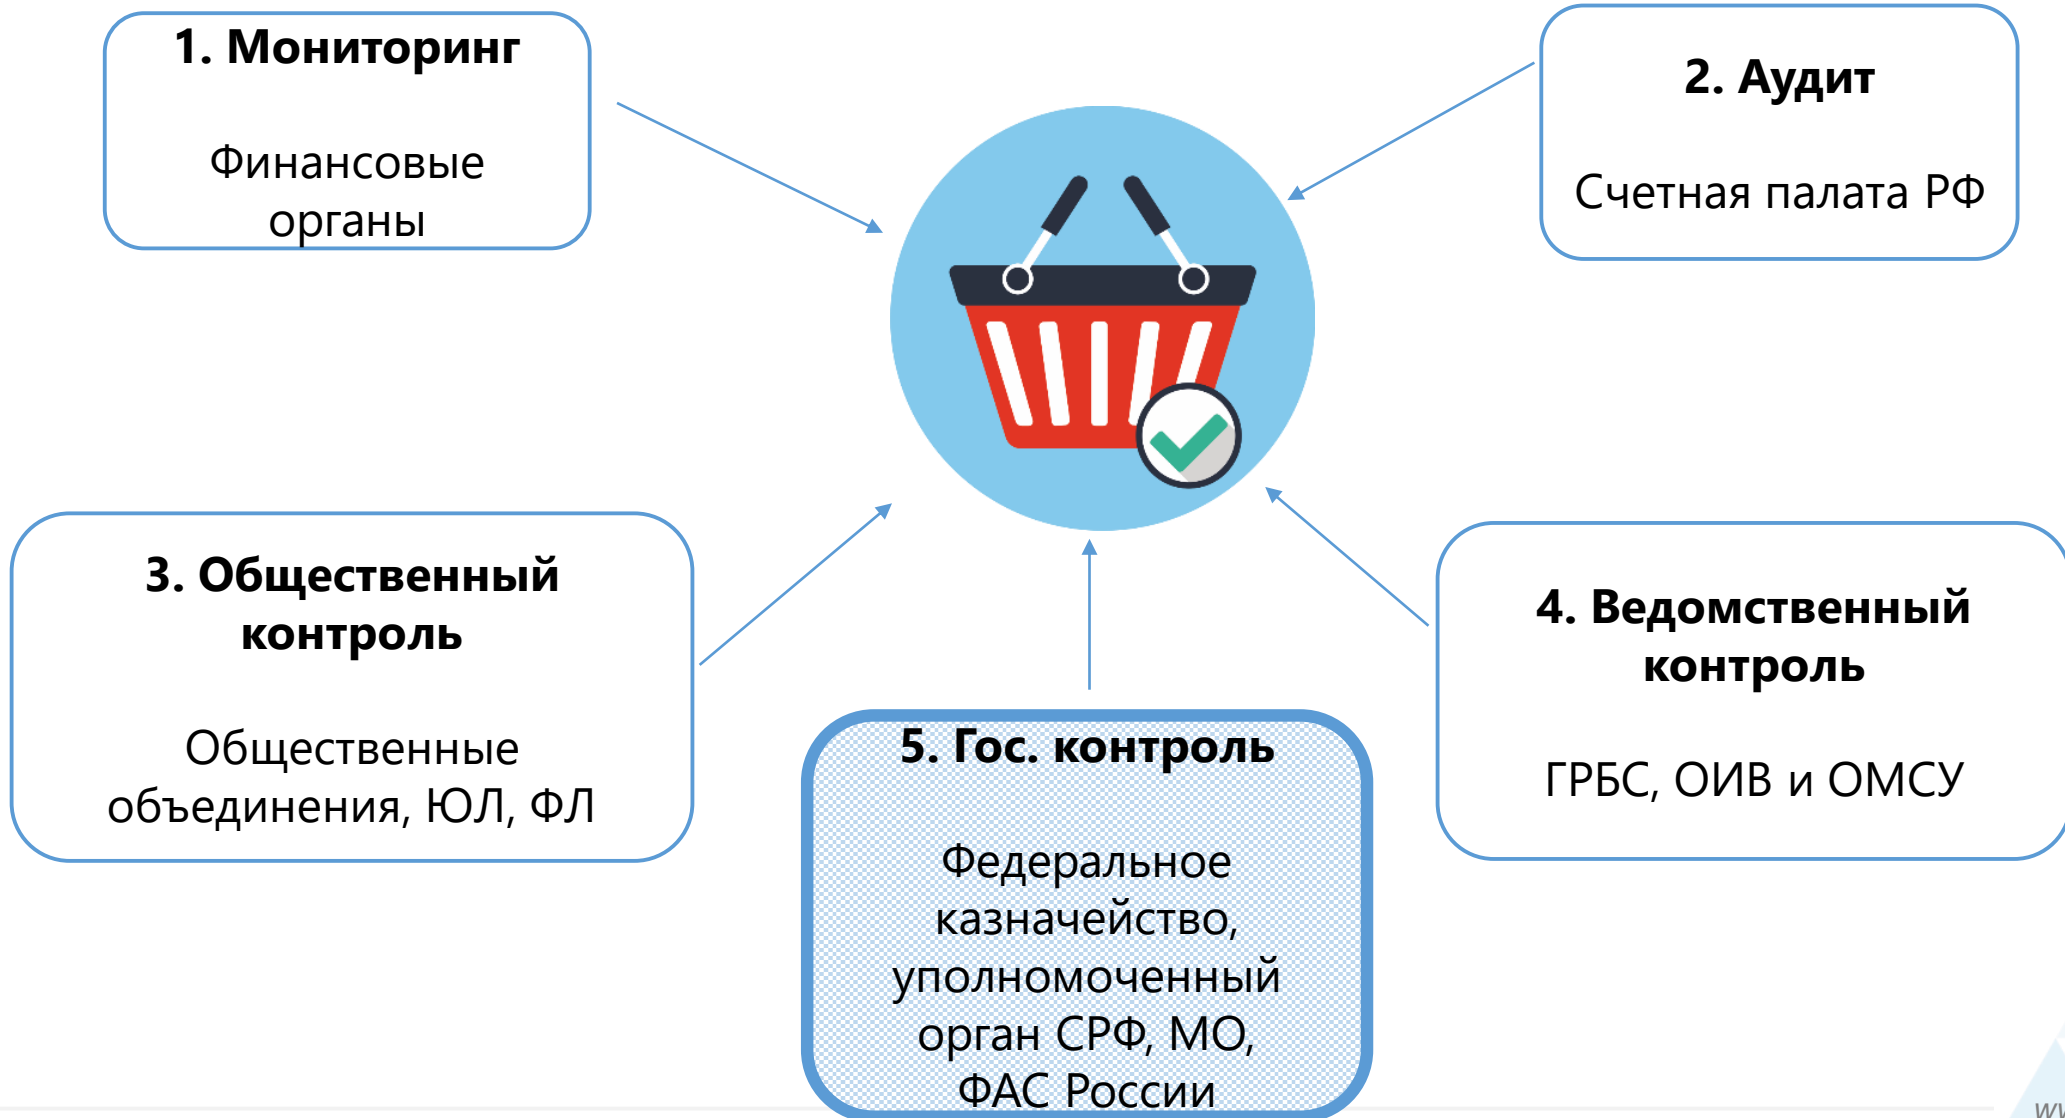 1. Мониторинг
Финансовые
органы
2. Аудит
Счетная палата РФ
3. Общественный
контроль
Общественные
объединения, ЮЛ, ФЛ
4. Ведомственный
контроль
ГРБС, ОИВ и ОМСУ
5. Гос. контроль
Федеральное
казначейство,
уполномоченный
орган СРФ, МО,
ФАС России